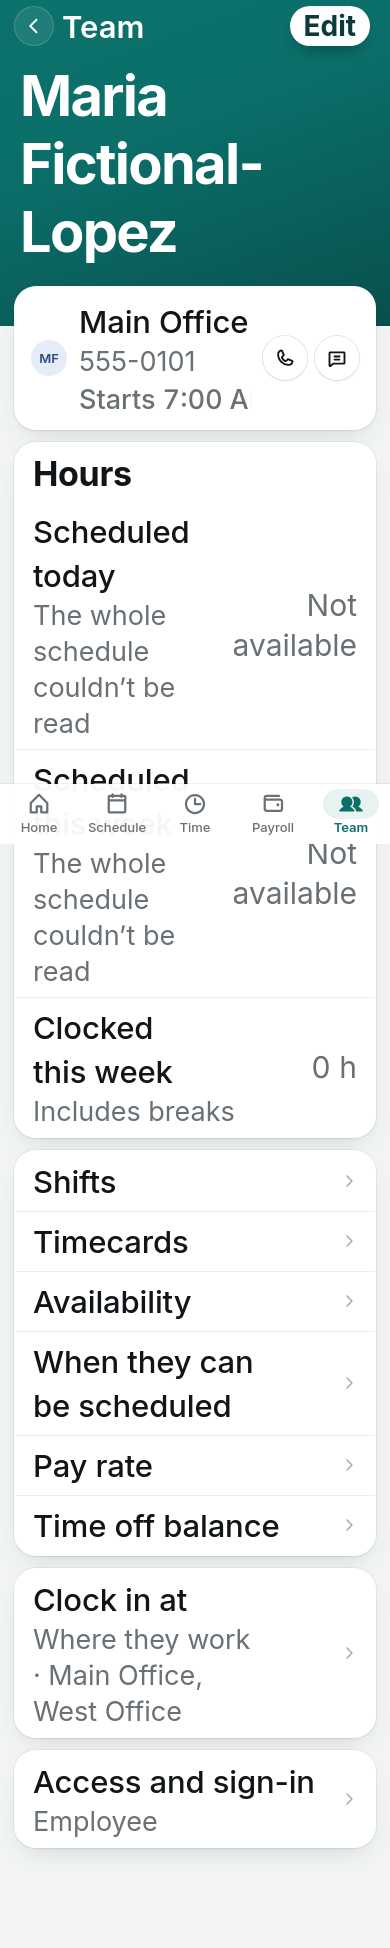 Team
Edit
Maria
Fictional-
Lopez
MF
Main Office
555-0101
Starts 7:00 A
Hours
Scheduled
today
The whole
schedule
couldn’t be
read
Not
available
Scheduled
this week
Home
Schedule
Time
Payroll
Team
The whole
schedule
couldn’t be
read
Not
available
Clocked
this week
Includes breaks
0 h
Shifts
Timecards
Availability
When they can
be scheduled
Pay rate
Time off balance
Clock in at
Where they work
· Main Office,
West Office
Access and sign-in
Employee